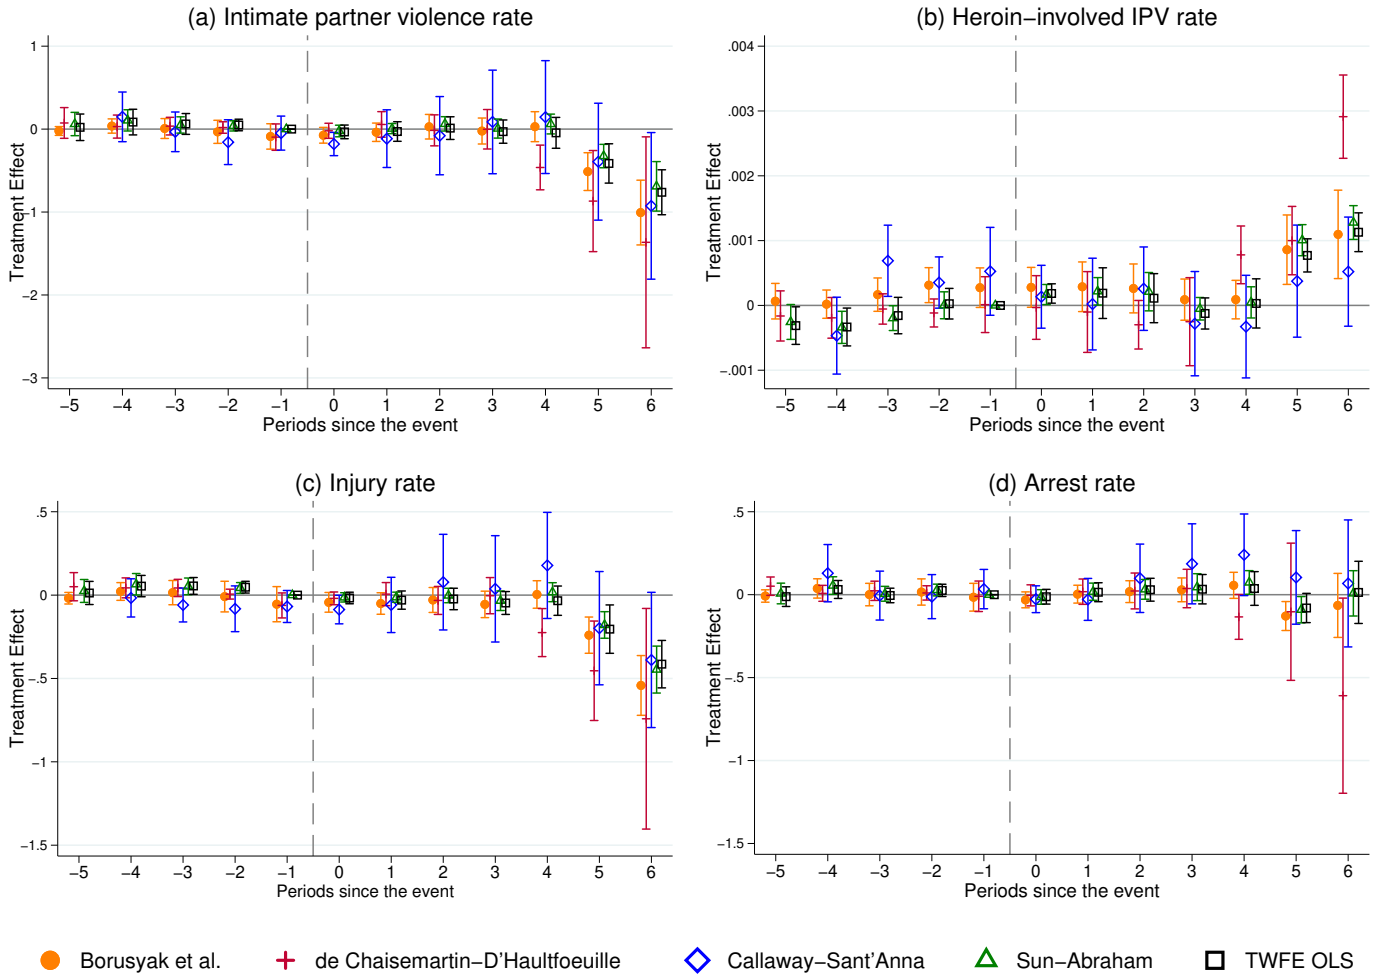 (a) Intimate partner violence rate
Treatment Effect
1
0
−1
−2
−3
−5 −4 −3 −2 −1 0 1 2 3 4 5 6
Periods since the event
(b) Heroin−involved IPV rate
Treatment Effect
.004
.003
.002
.001
0
−.001
−5 −4 −3 −2 −1 0 1 2 3 4 5 6
Periods since the event
(c) Injury rate
Treatment Effect
.5
0
−.5
−1
−1.5
−5 −4 −3 −2 −1 0 1 2 3 4 5 6
Periods since the event
(d) Arrest rate
Treatment Effect
.5
0
−.5
−1
−1.5
−5 −4 −3 −2 −1 0 1 2 3 4 5 6
Periods since the event
Borusyak et al. de Chaisemartin−D'Haultfoeuille Callaway−Sant'Anna Sun−Abraham TWFE OLS